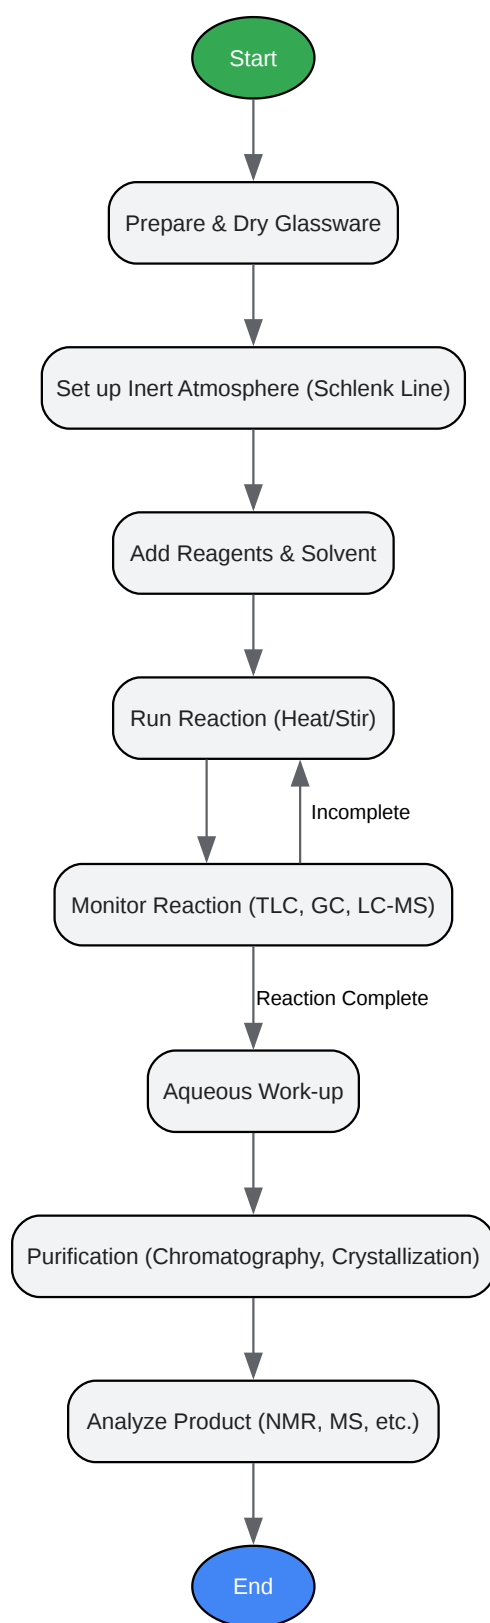 Start
Prepare & Dry Glassware
Set up Inert Atmosphere (Schlenk Line)
Add Reagents & Solvent
Run Reaction (Heat/Stir)
Incomplete
Monitor Reaction (TLC, GC, LC-MS)
Reaction Complete
Aqueous Work-up
Purification (Chromatography, Crystallization)
Analyze Product (NMR, MS, etc.)
End